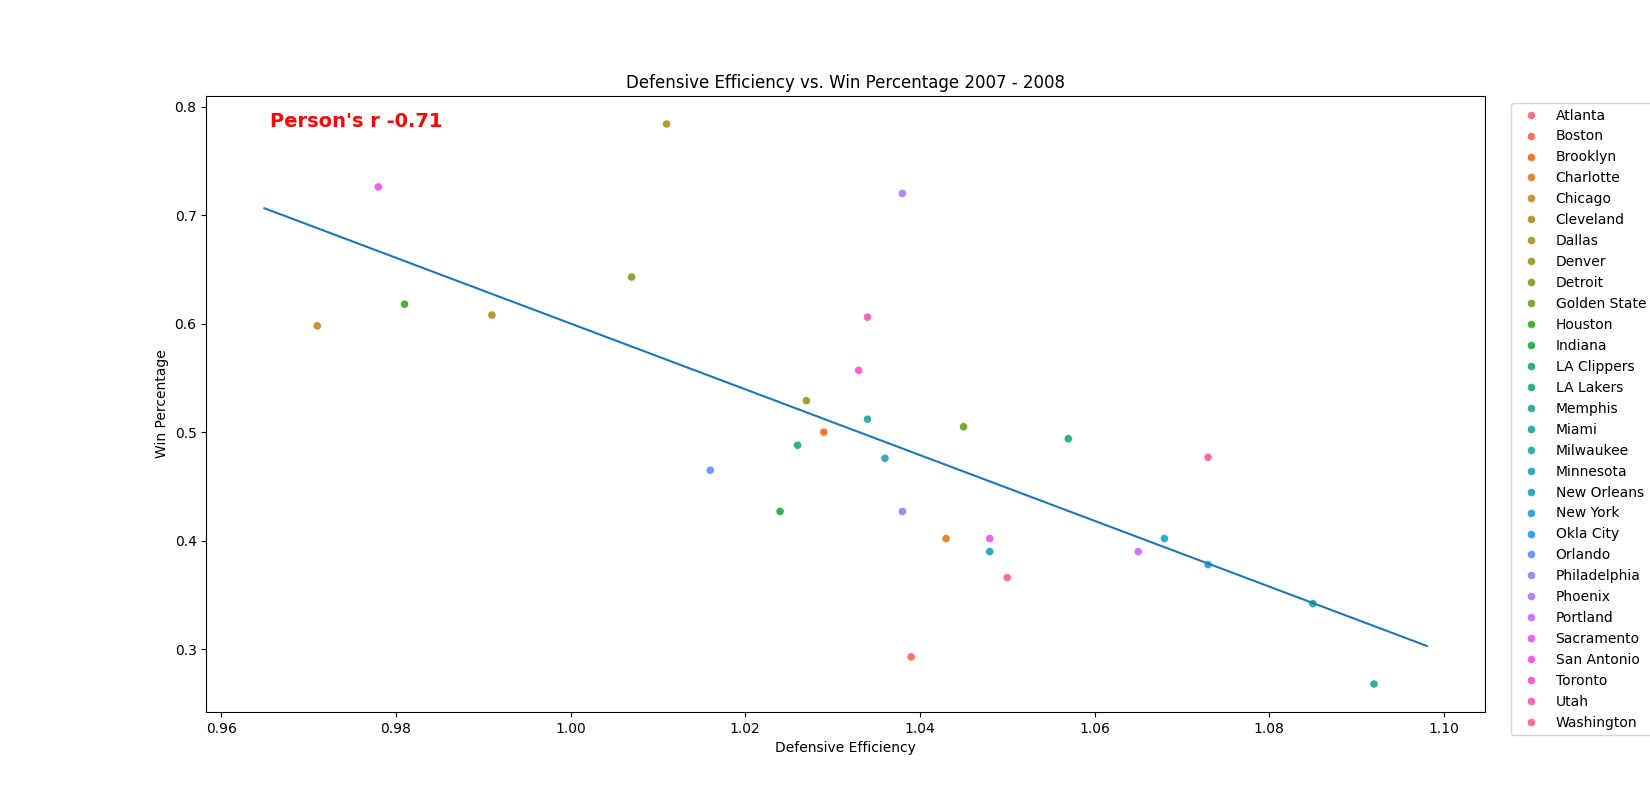 Defensive Efficiency vs. Win Percentage 2007 - 2008
Person's r -0.71
Win Percentage
0.8
0.7
0.6
0.5
0.4
0.3
0.96
0.98
1.00
1.02
1.04
1.06
1.08
1.10
Defensive Efficiency
Atlanta
Boston
Brooklyn
Charlotte
Chicago
Cleveland
Dallas
Denver
Detroit
Golden State
Houston
Indiana
LA Clippers
LA Lakers
Memphis
Miami
Milwaukee
Minnesota
New Orleans
New York
Okla City
Orlando
Philadelphia
Phoenix
Portland
Sacramento
San Antonio
Toronto
Utah
Washington